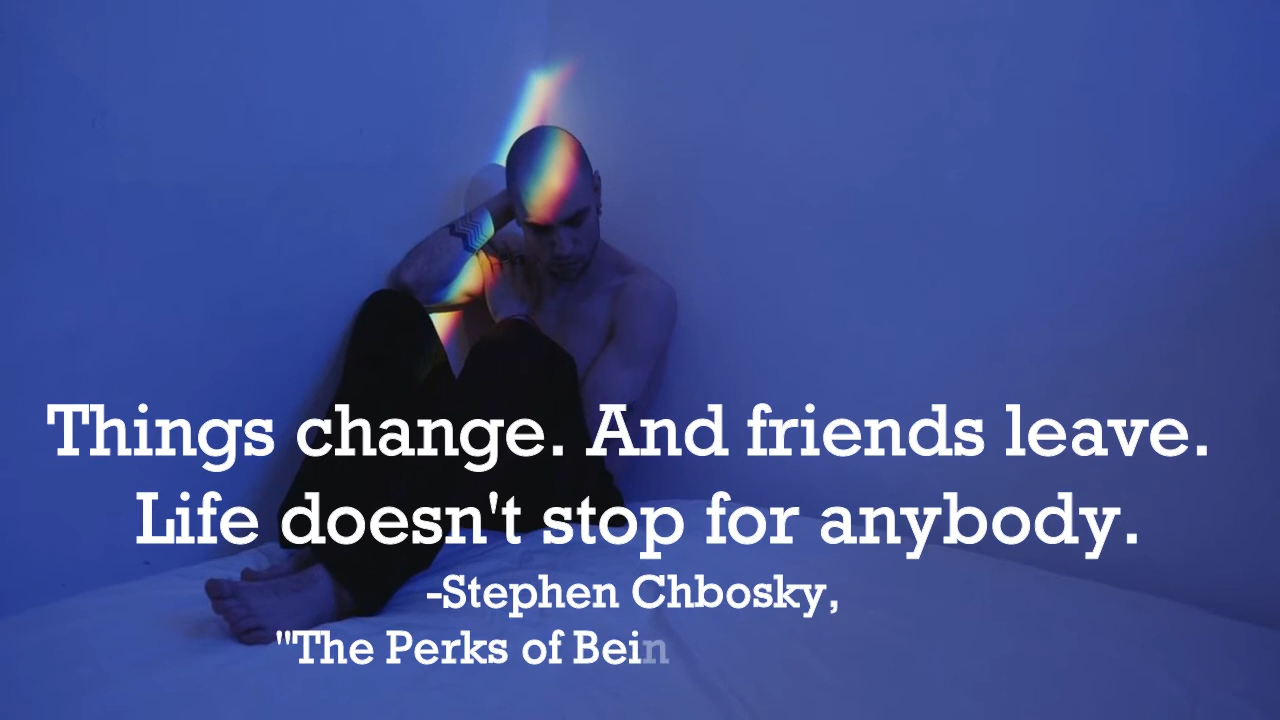 Things change. And friends leave.
Life doesn't stop for anybody.
-Stephen Chbosky,
"The Perks of Bein